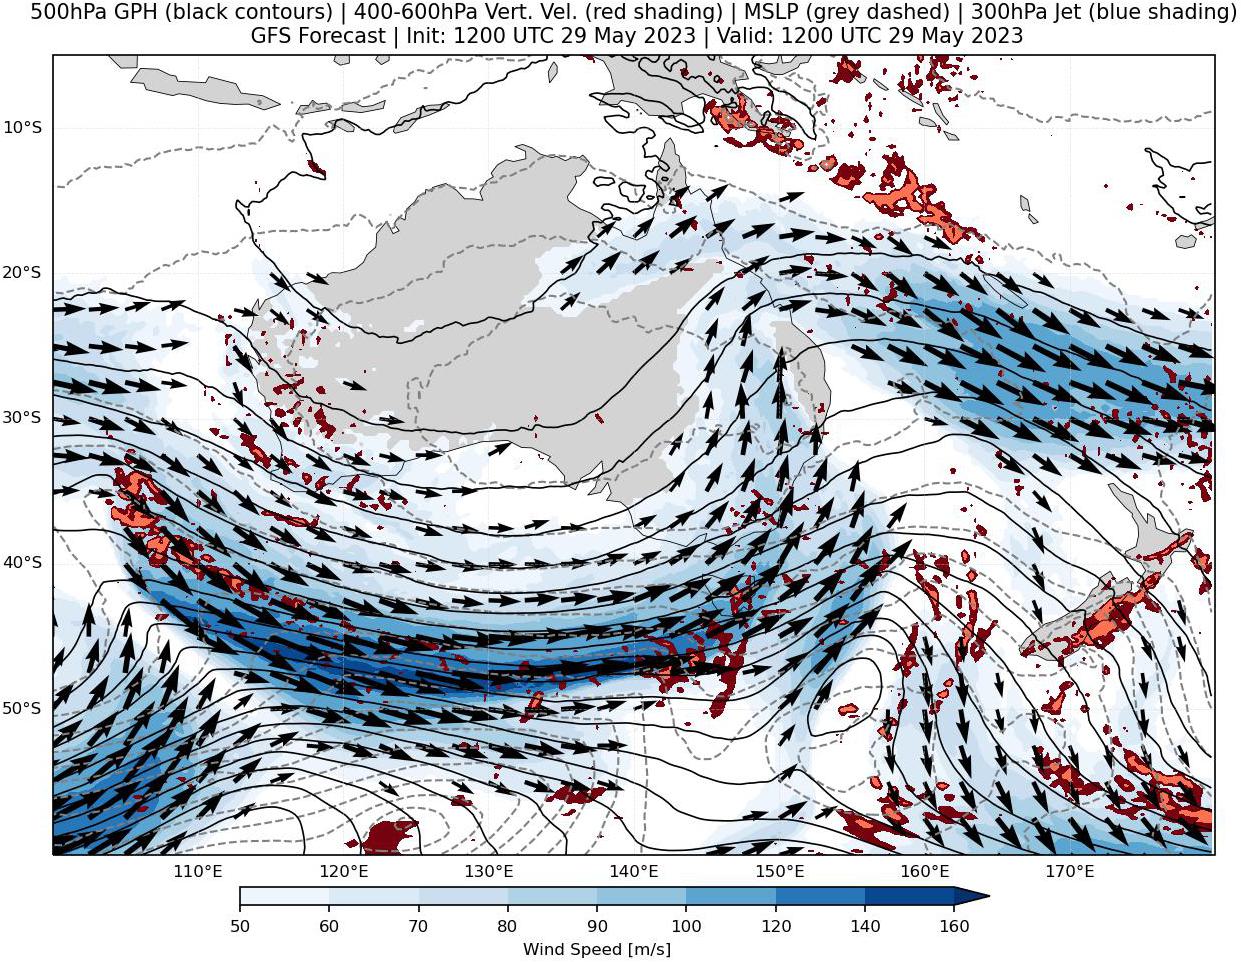 500hPa GPH (black contours) | 400-600hPa Vert. Vel. (red shading) | MSLP (grey dashed) | 300hPa Jet (blue shading)
GFS Forecast | Init: 1200 UTC 29 May 2023 | Valid: 1200 UTC 29 May 2023
10°S
20°S
30°S
40°S
50°S
110°E 120°E 130°E 140°E 150°E 160°E 170°E
50 60 70 80 90 100 120 140 160
Wind Speed [m/s]